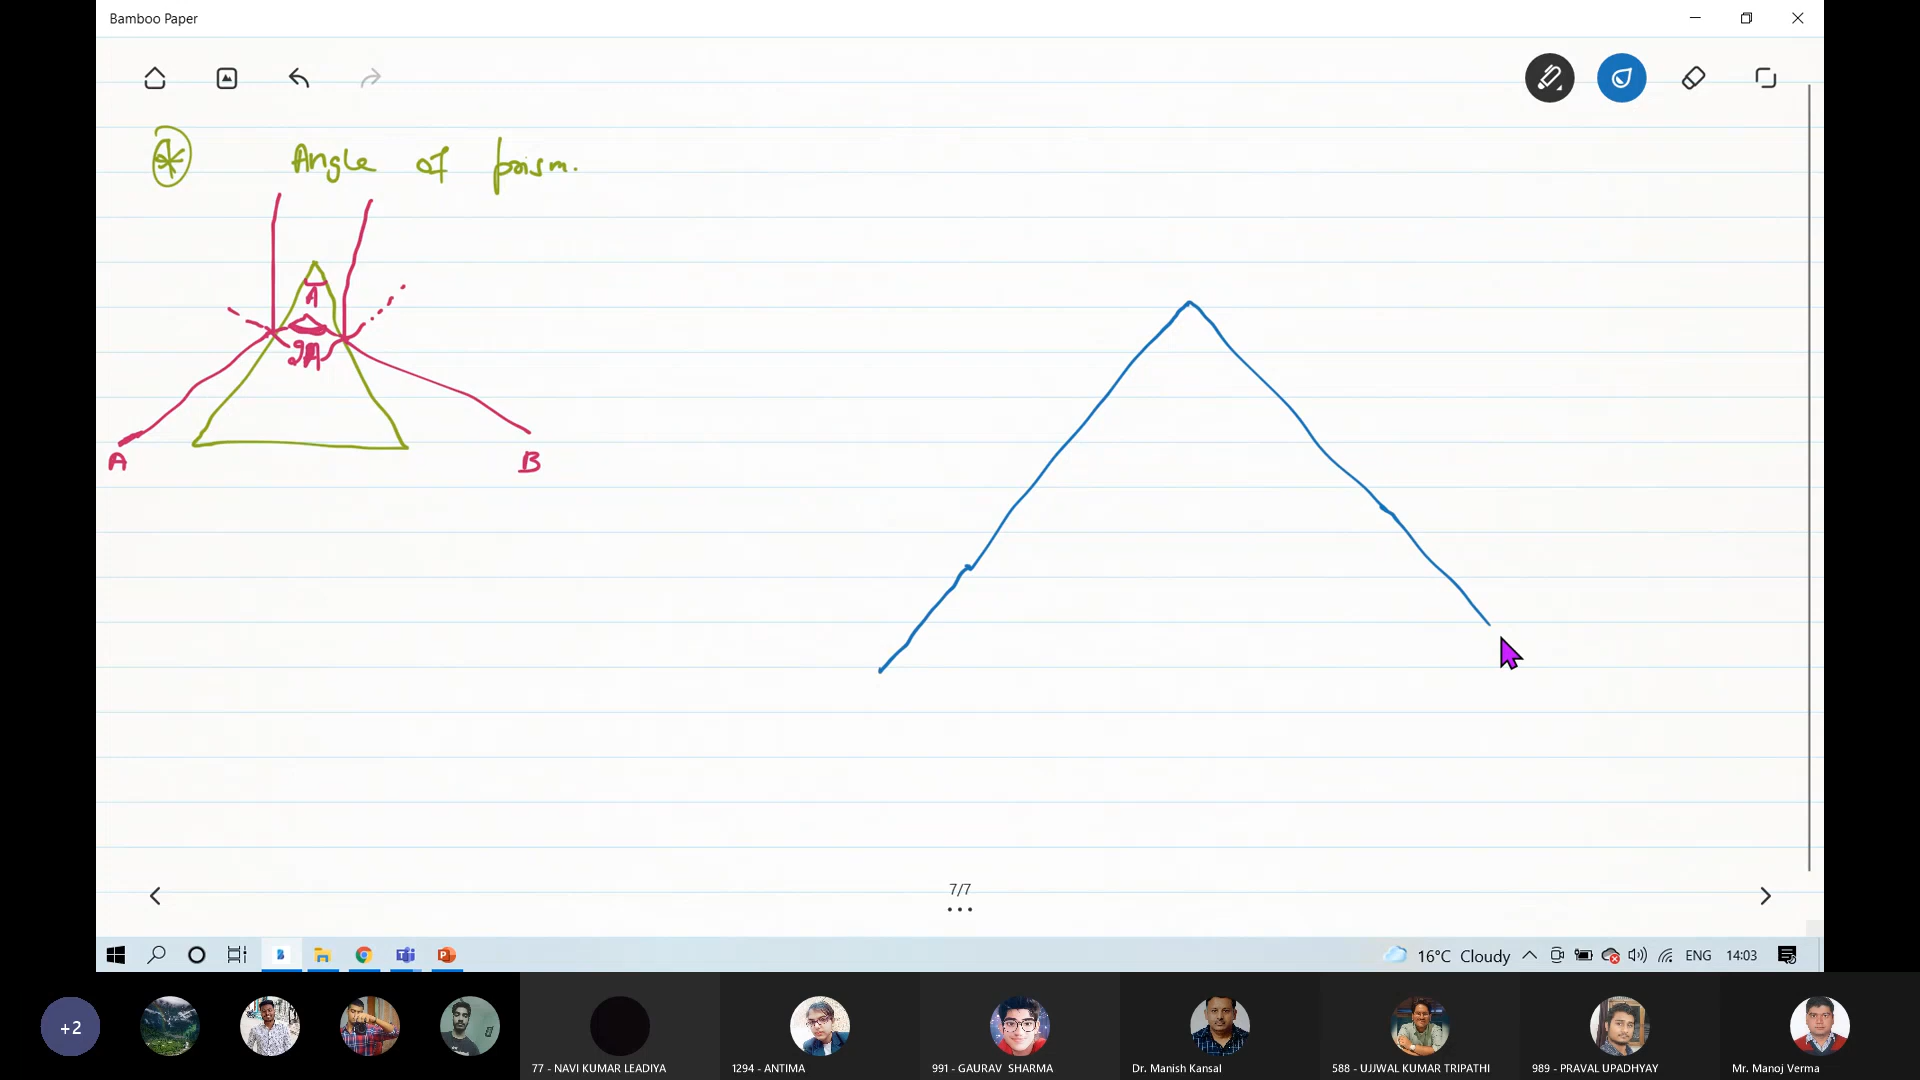 Bamboo Paper
Angle of prism.
A
2A
A
B
7/7
16°C Cloudy
ENG
14:03
+2
77 - NAVI KUMAR LEADIYA
1294 - ANTIMA
991 - GAURAV SHARMA
Dr. Manish Kansal
588 - UJJWAL KUMAR TRIPATHI
989 - PRAVAL UPADHYAY
Mr. Manoj Verma